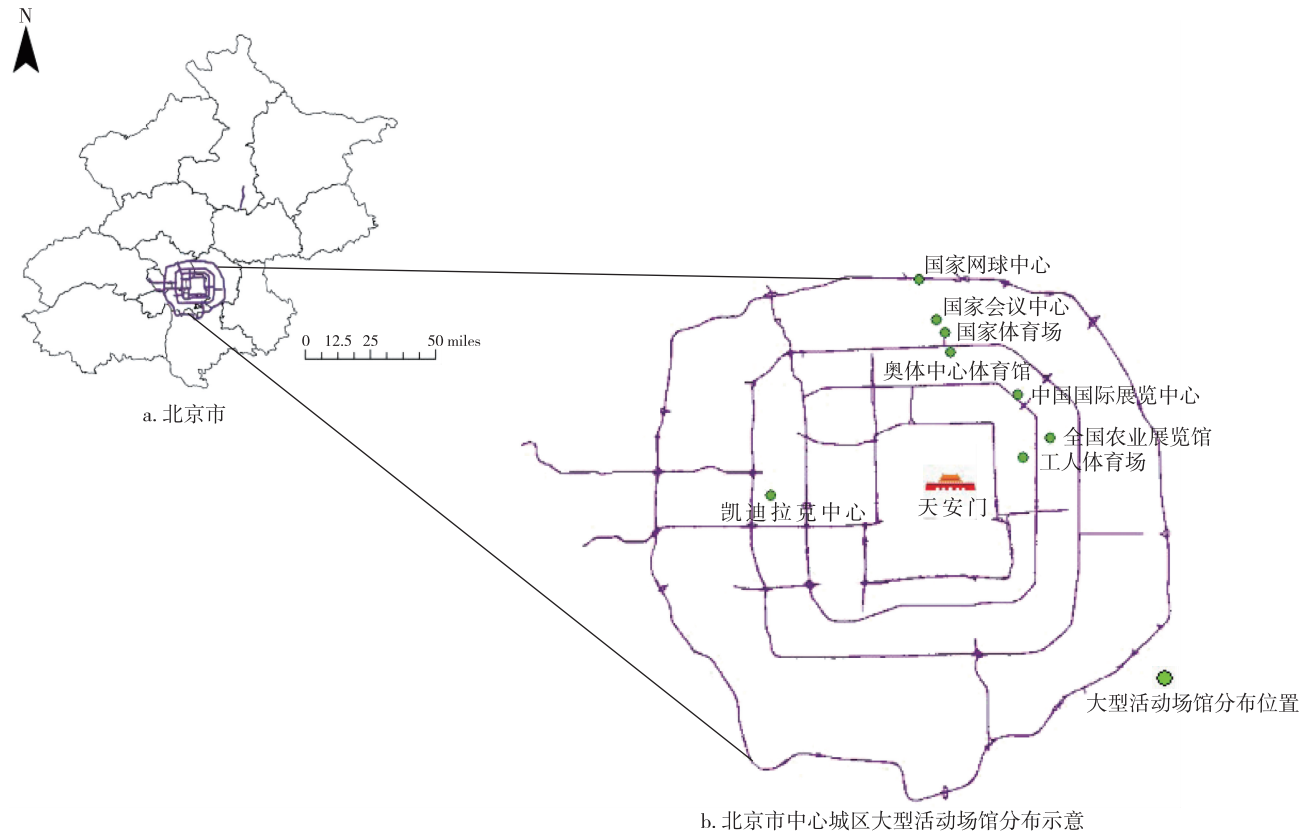 N
0 12.5 25 50 miles
a. 北京市
国家网球中心
国家会议中心
国家体育场
奥体中心体育馆
中国国际展览中心
全国农业展览馆
工人体育场
凯迪拉克中心
天安门
大型活动场馆分布位置
b. 北京市中心城区大型活动场馆分布示意